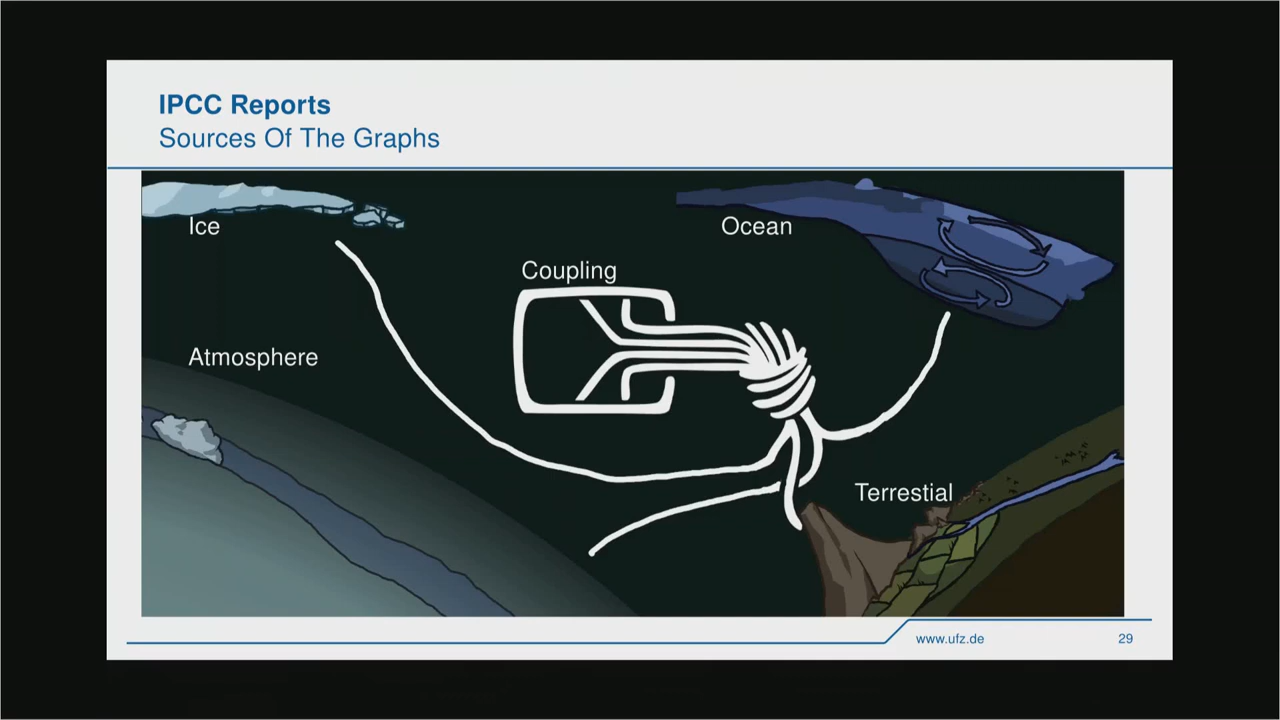 IPCC Reports
Sources Of The Graphs
Ice
Ocean
Coupling
Atmosphere
Terrestial
www.ufz.de
29